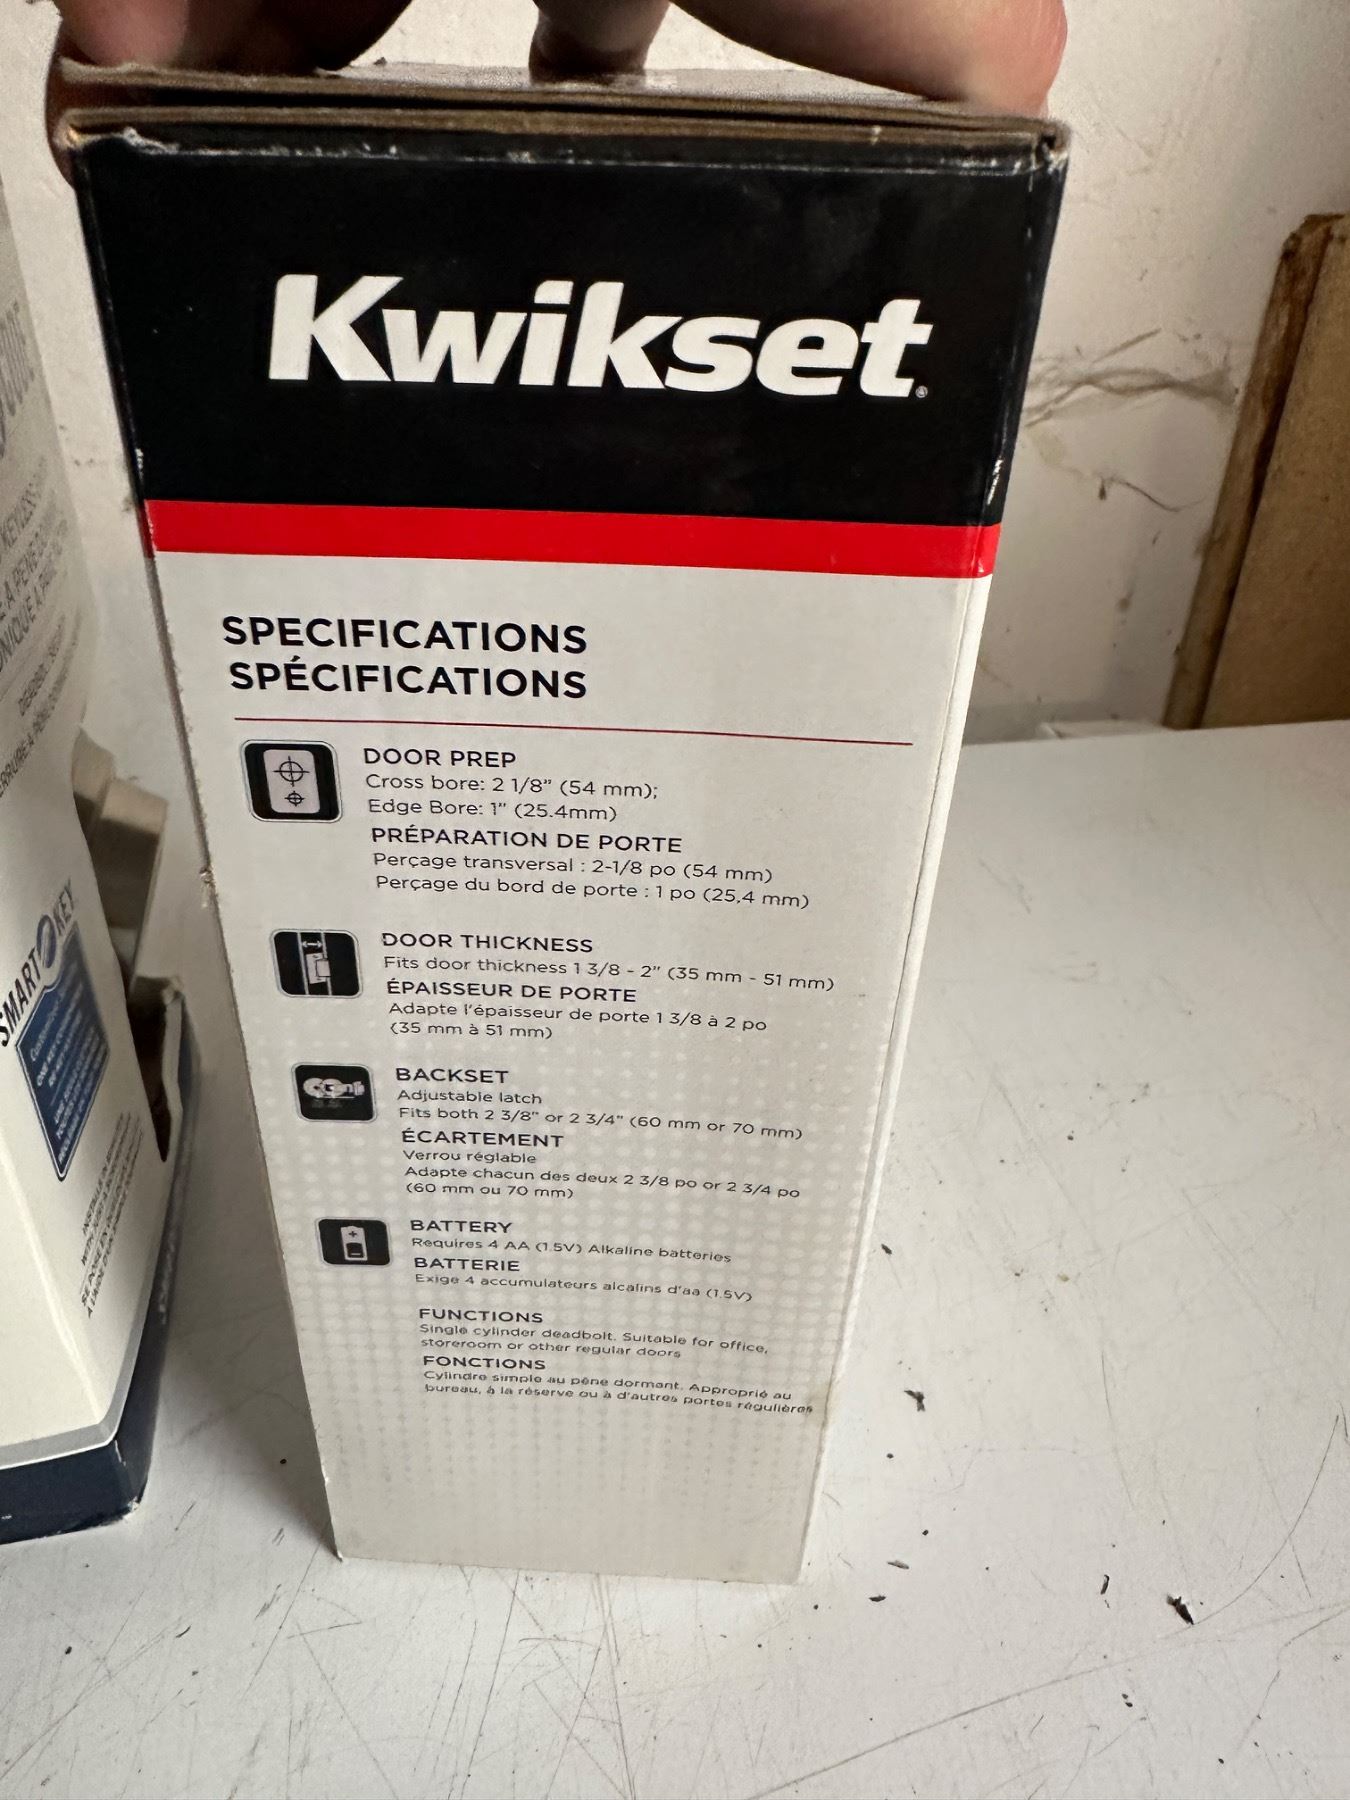 Kwikset
SPECIFICATIONS
SPÉCIFICATIONS
DOOR PREP
Cross bore: 2 1/8" (54 mm);
Edge Bore: 1" (25.4mm)
PRÉPARATION DE PORTE
Perçage transversal : 2-1/8 po (54 mm)
Perçage du bord de porte : 1 po (25,4 mm)
DOOR THICKNESS
Fits door thickness 1 3/8 - 2" (35 mm - 51 mm)
ÉPAISSEUR DE PORTE
Adapte l'épaisseur de porte 1 3/8 à 2 po
(35 mm à 51 mm)
BACKSET
Adjustable latch
Fits both 2 3/8" or 2 3/4" (60 mm or 70 mm)
ÉCARTEMENT
Verrou réglable
Adapte chacun des deux 2 3/8 po or 2 3/4 po
(60 mm ou 70 mm)
BATTERY
Requires 4 AA (1.5V) Alkaline batteries
BATTERIE
Exige 4 accumulateurs alcalins d'aa (1.5V)
FUNCTIONS
Single cylinder deadbolt. Suitable for office,
storeroom or other regular doors
FONCTIONS
Cylindre simple au pêne dormant. Approprié au
bureau, à la réserve ou à d'autres portes régulières
SMART KEY